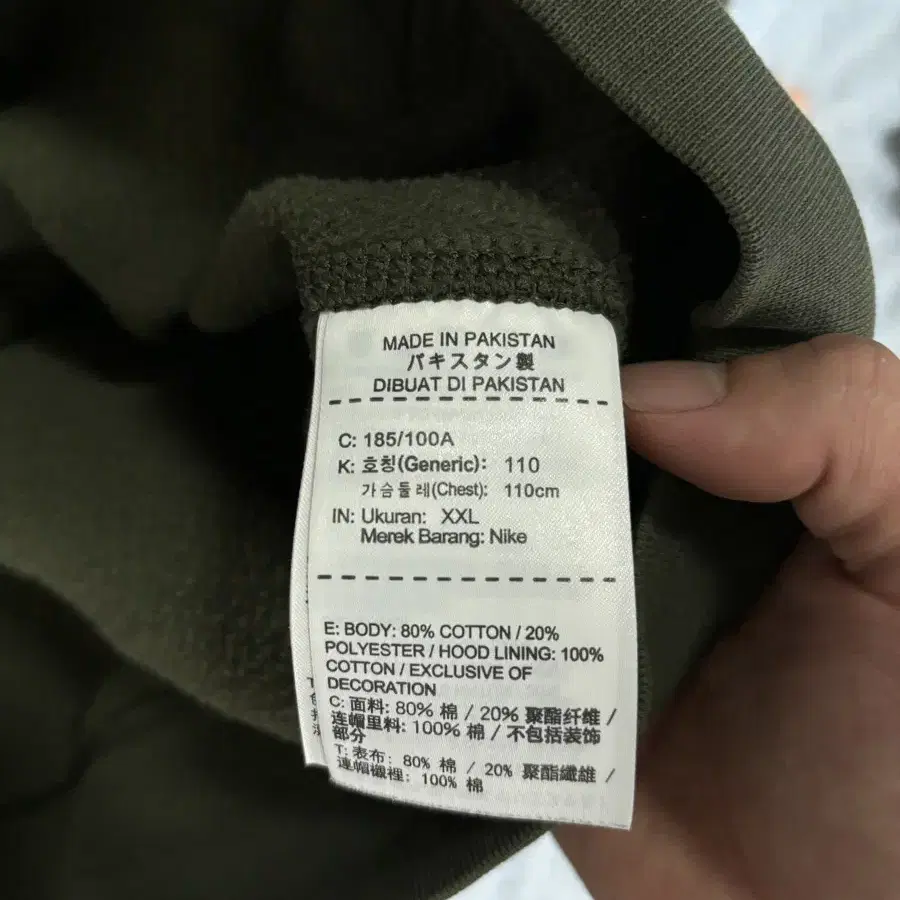 MADE IN PAKISTAN
パキスタン製
DIBUAT DI PAKISTAN
C: 185/100A
K: 호칭(Generic): 110
가슴둘레(Chest): 110cm
IN: Ukuran: XXL
Merek Barang: Nike
E: BODY: 80% COTTON / 20%
POLYESTER / HOOD LINING: 100%
COTTON / EXCLUSIVE OF
DECORATION
C: 面料: 80% 棉 / 20% 聚酯纤维 /
连帽里料: 100% 棉 / 不包括装饰
部分
T: 表布: 80% 棉 / 20% 聚酯纖維 /
連帽襯裡: 100% 棉